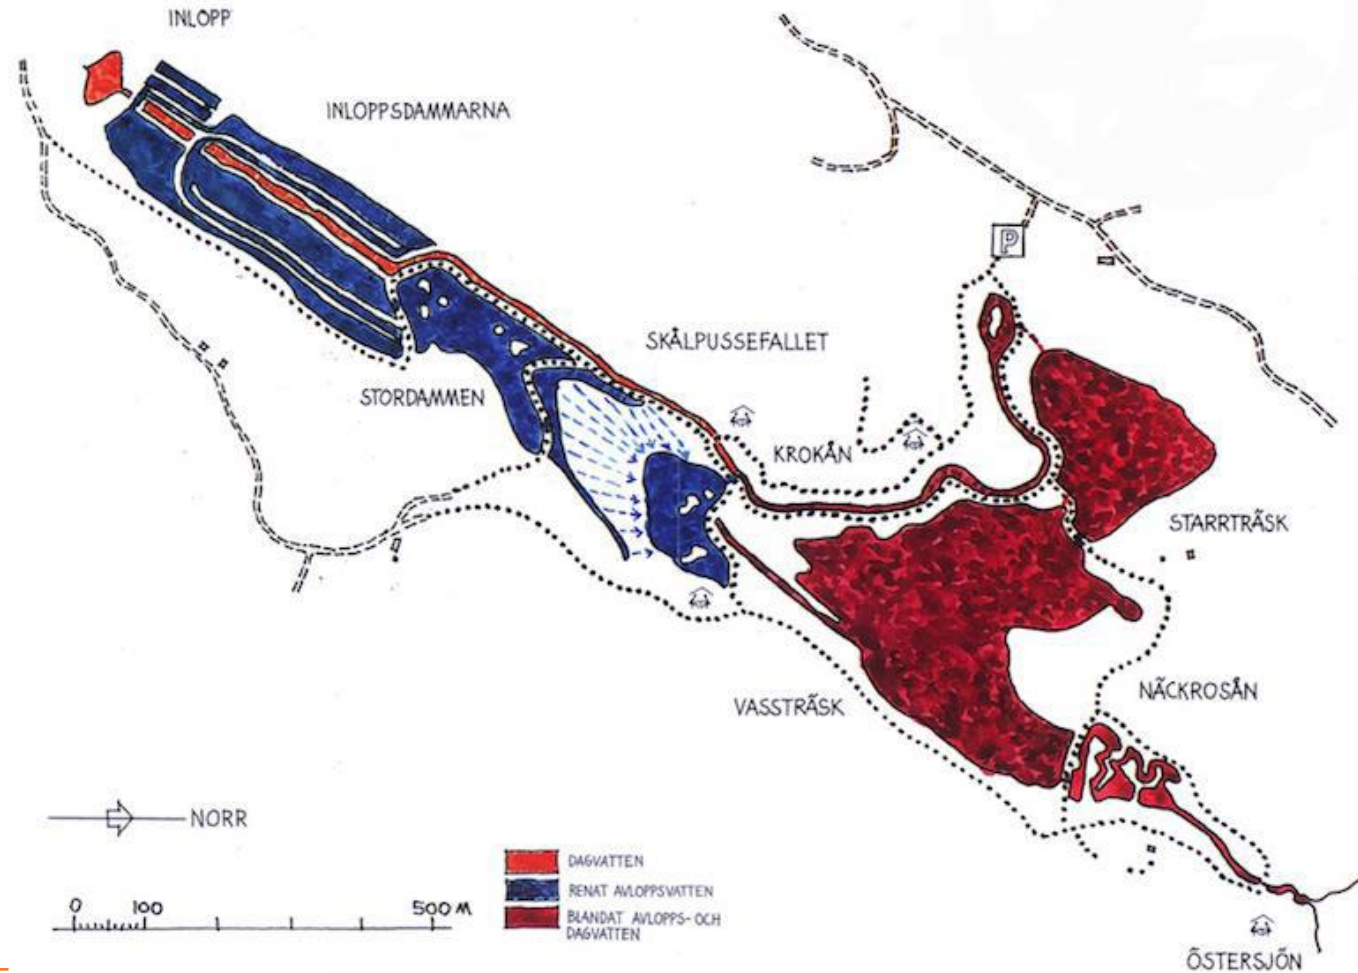 INLOPP
INLOPPSDAMMARNA
P
SKÅLPUSSEFALLET
STORDAMMEN
KROKÅN
STARRTRÄSK
NÄCKROSÅN
VASSTRÄSK
NORR
DAGVATTEN
RENAT AVLOPPSVATTEN
BLANDAT AVLOPPS- OCH
DAGVATTEN
0 100 500 M
ÖSTERSJÖN